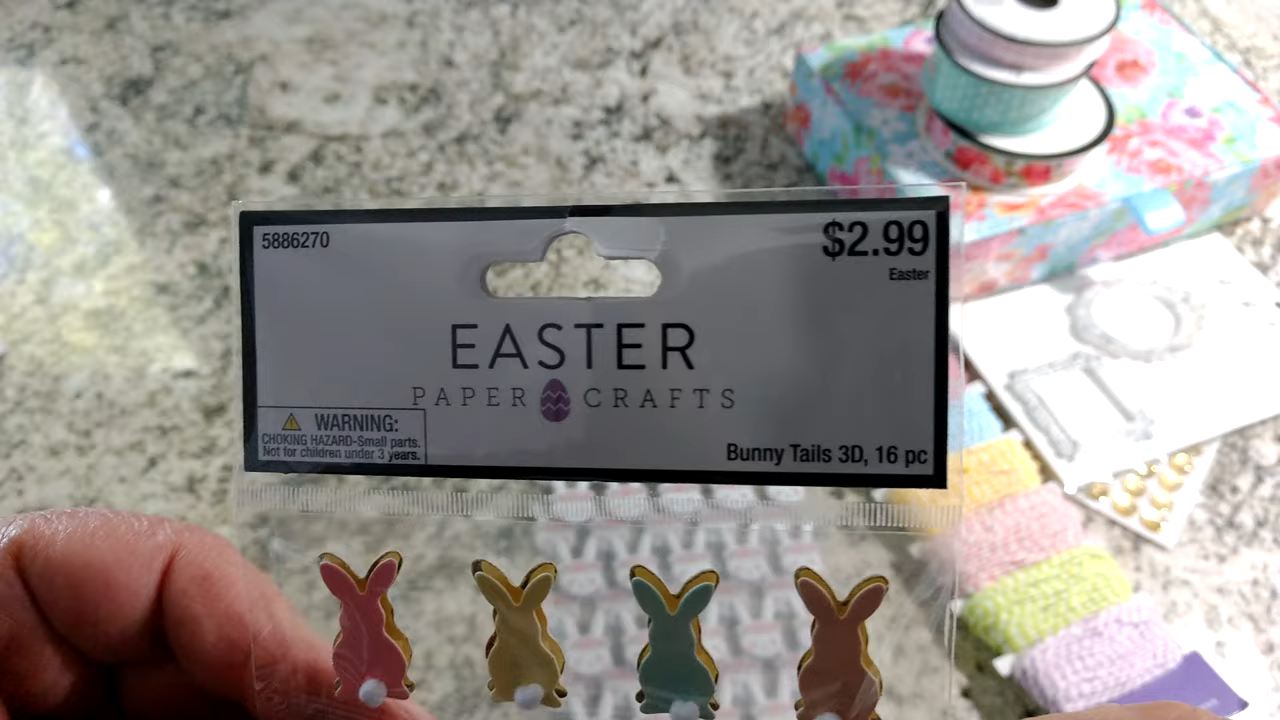 5886270
$2.99
Easter
EASTER
PAPER CRAFTS
WARNING:
CHOKING HAZARD-Small parts.
Not for children under 3 years.
Bunny Tails 3D, 16 pc